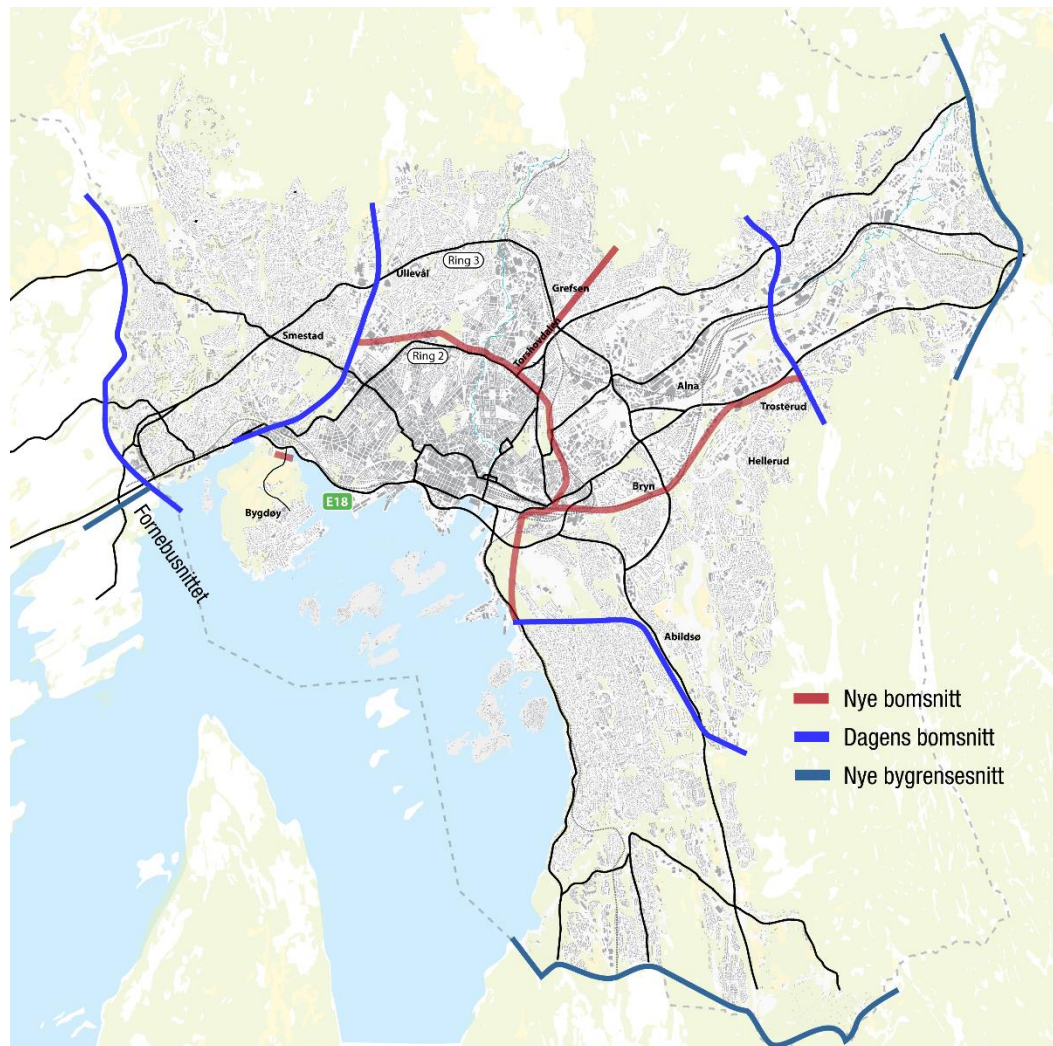 Ring 3
Ullevål
Grefsen
Smestad
Torshovdalen
Ring 2
Alna
Trosterud
Hellerud
Bryn
E18
Bygdøy
Fornebusnittet
Abildsø
Nye bomsnitt
Dagens bomsnitt
Nye bygrensesnitt